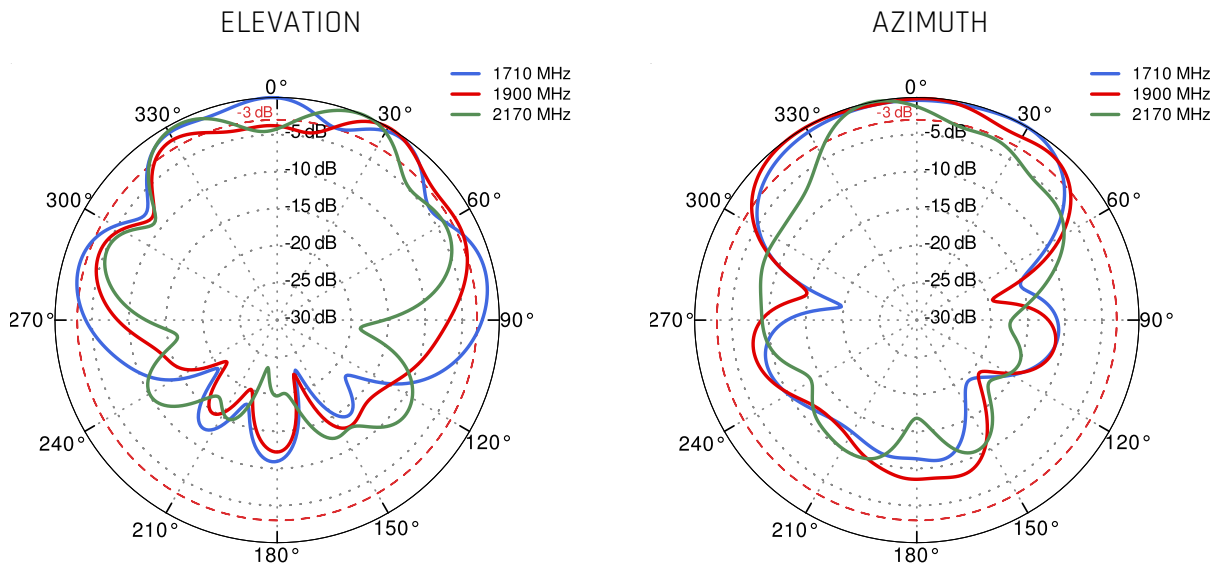 ELEVATION
1710 MHz
1900 MHz
2170 MHz
0°
30°
60°
90°
120°
150°
180°
210°
240°
270°
300°
330°
-3 dB
-5 dB
-10 dB
-15 dB
-20 dB
-25 dB
-30 dB
AZIMUTH
1710 MHz
1900 MHz
2170 MHz
0°
30°
60°
90°
120°
150°
180°
210°
240°
270°
300°
330°
-3 dB
-5 dB
-10 dB
-15 dB
-20 dB
-25 dB
-30 dB